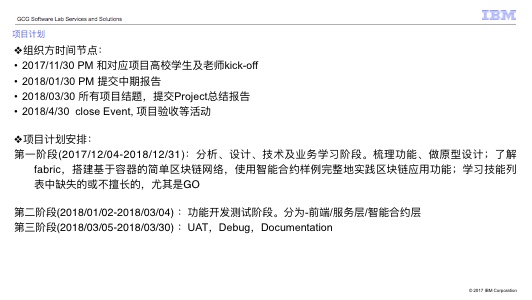 GCG Software Lab Services and Solutions
IBM
项目计划
❖组织方时间节点：
• 2017/11/30 PM 和对应项目高校学生及老师kick-off
• 2018/01/30 PM 提交中期报告
• 2018/03/30 所有项目结题，提交Project总结报告
• 2018/4/30  close Event, 项目验收等活动
❖项目计划安排：
第一阶段(2017/12/04-2018/12/31)：分析、设计、技术及业务学习阶段。梳理功能、做原型设计；了解
fabric，搭建基于容器的简单区块链网络，使用智能合约样例完整地实践区块链应用功能；学习技能列
表中缺失的或不擅长的，尤其是GO
第二阶段(2018/01/02-2018/03/04) ：功能开发测试阶段。分为-前端/服务层/智能合约层
第三阶段(2018/03/05-2018/03/30) ：UAT，Debug，Documentation
© 2017 IBM Corporation